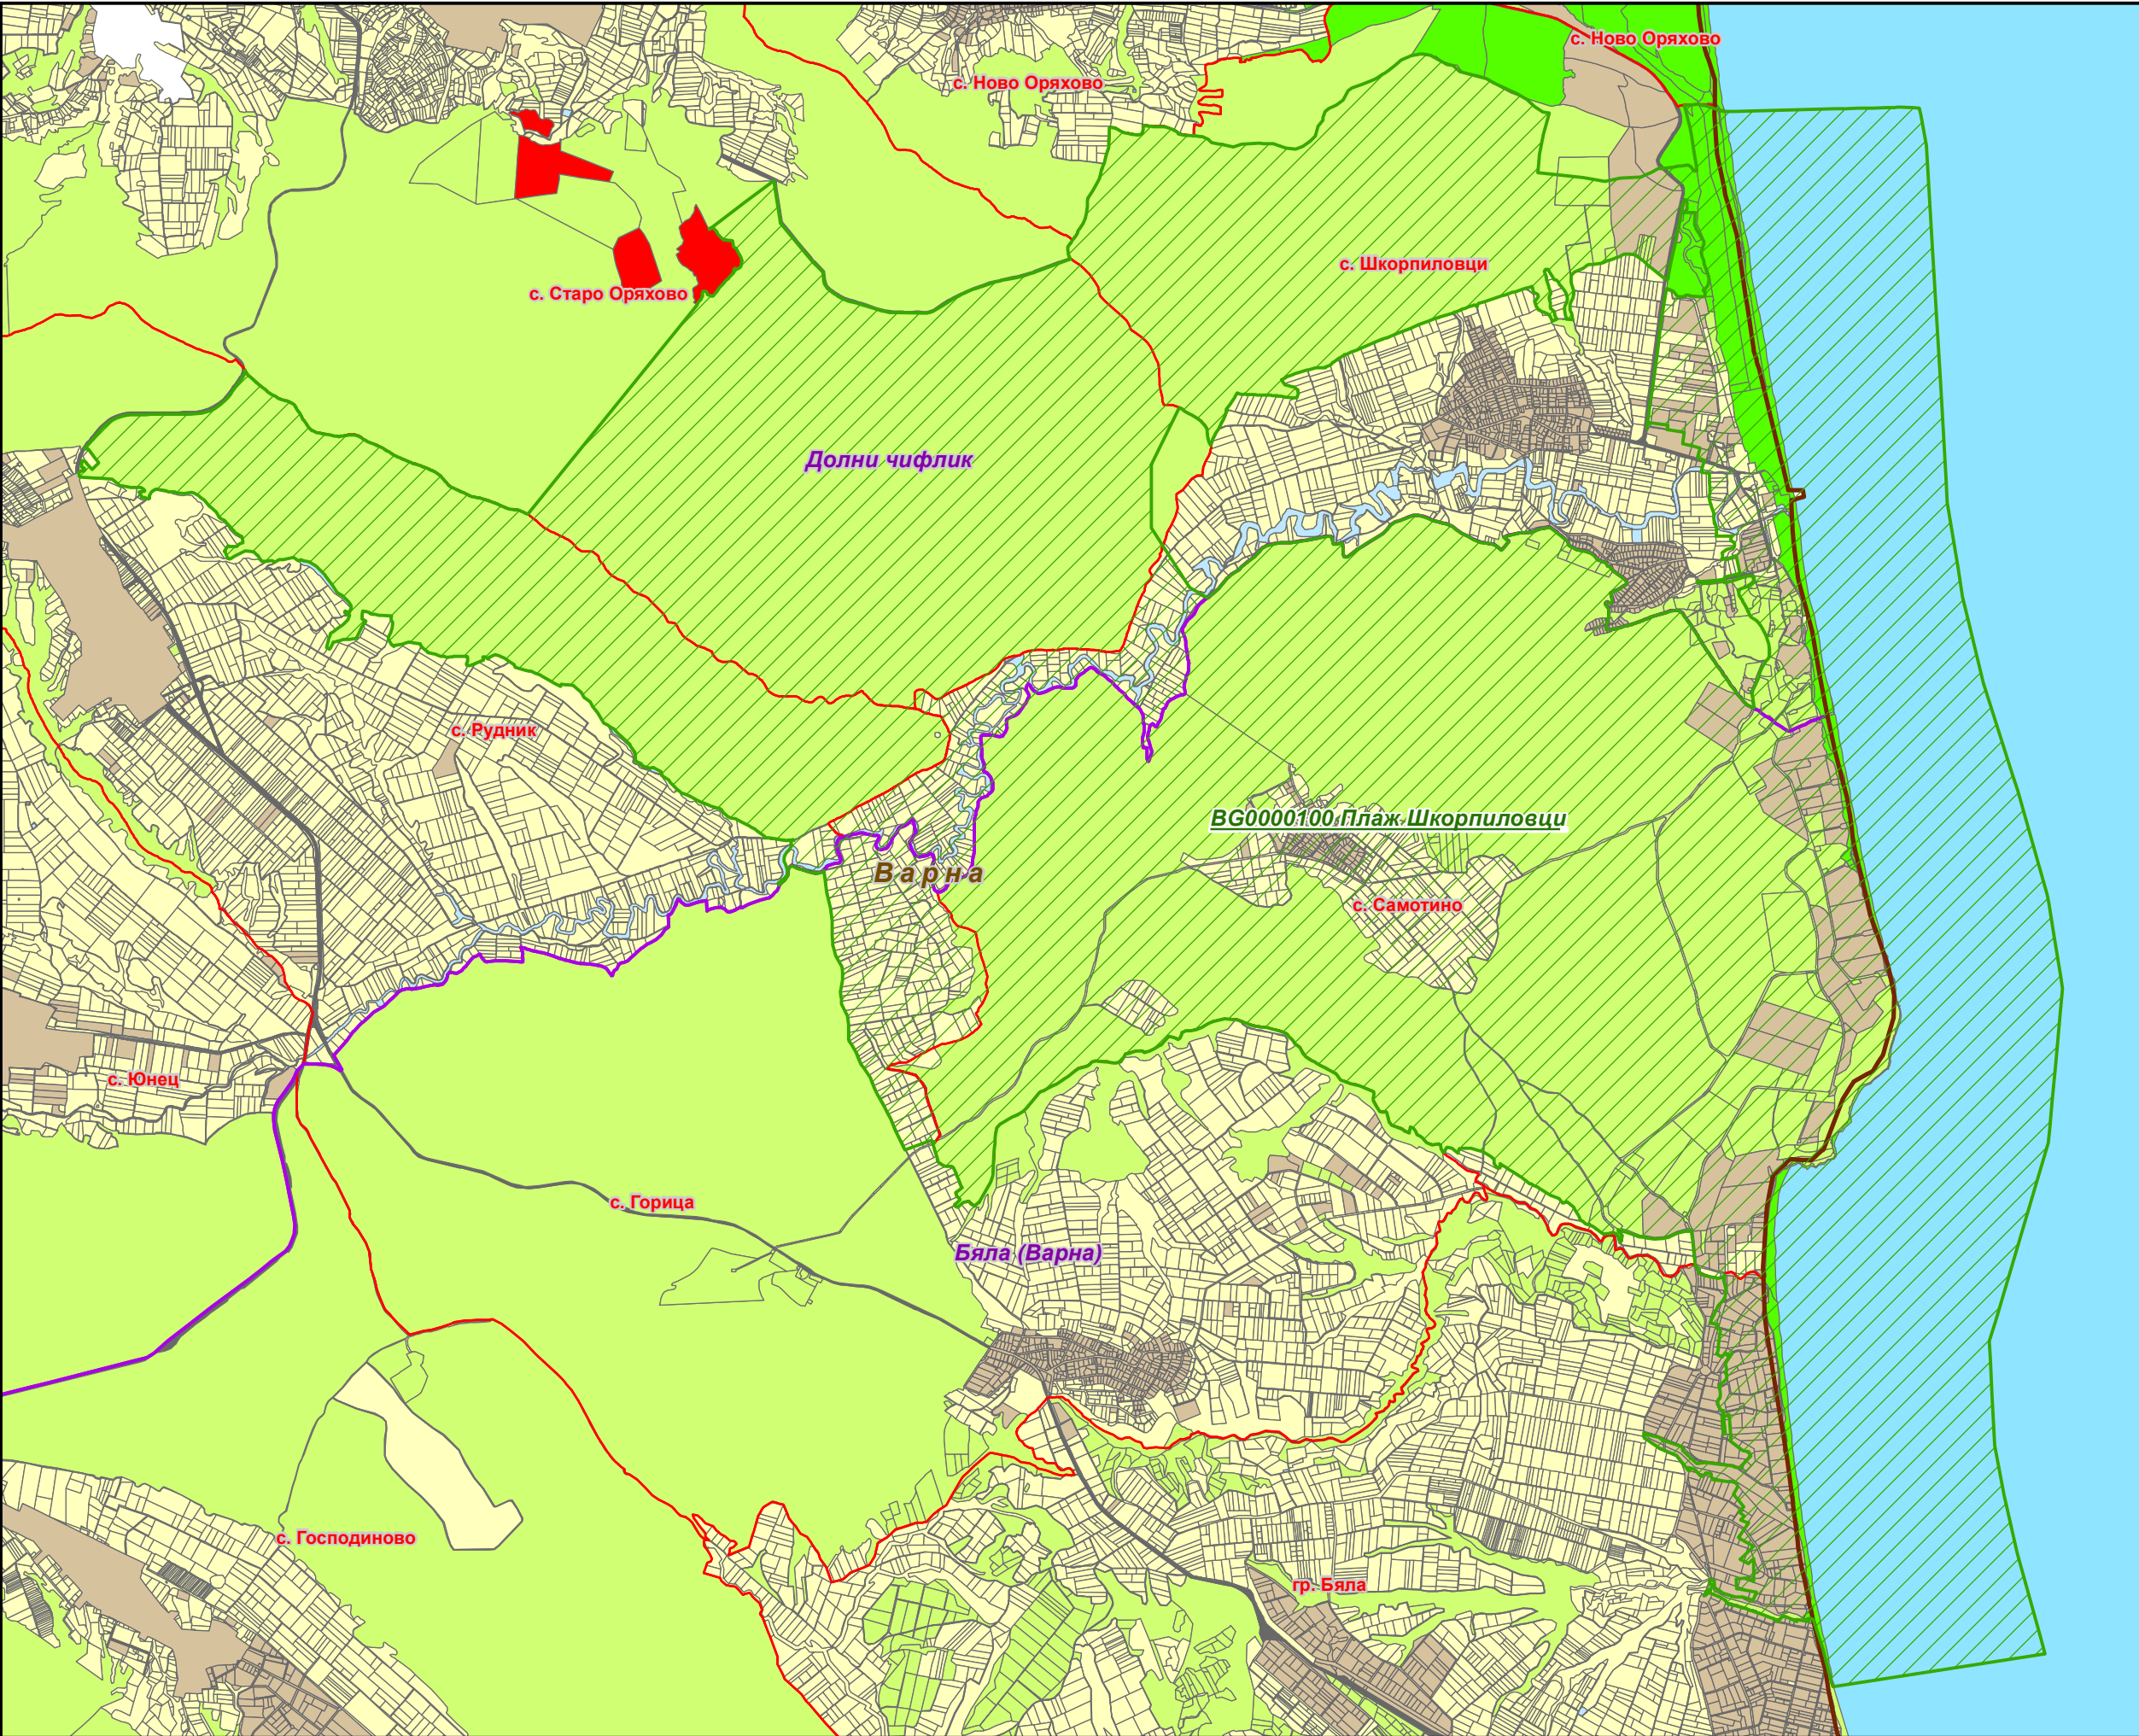 с. Ново Оряхово
с. Ново Оряхово
с. Шкорпиловци
с. Старо Оряхово
Долни чифлик
с. Рудник
BG0000100 Плаж Шкорпиловци
Варна
с. Самотино
с. Юнец
с. Горица
Бяла (Варна)
с. Господиново
гр. Бяла